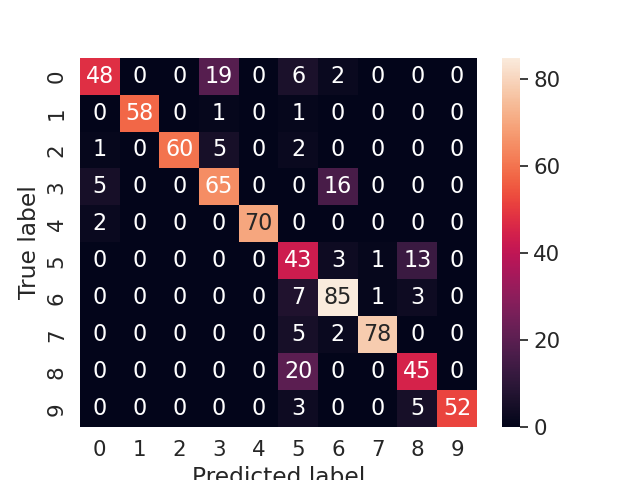 0 48 0 0 19 0 6 2 0 0 0
1 0 58 0 1 0 1 0 0 0 0
2 1 0 60 5 0 2 0 0 0 0
3 5 0 0 65 0 0 16 0 0 0
4 2 0 0 0 70 0 0 0 0 0
5 0 0 0 0 0 43 3 1 13 0
6 0 0 0 0 0 7 85 1 3 0
7 0 0 0 0 0 5 2 78 0 0
8 0 0 0 0 0 20 0 0 45 0
9 0 0 0 0 0 3 0 0 5 52
0 1 2 3 4 5 6 7 8 9
Predicted label
True label
80
60
40
20
0